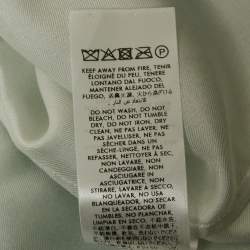 KEEP AWAY FROM FIRE, TENIR
ÉLOIGNÉ DU FEU, TENERE
LONTANO DAL FUOCO,
MANTENER ALEJADO DEL
FUEGO,
DO NOT WASH, DO NOT
BLEACH, DO NOT TUMBLE
DRY, DO NOT IRON, DRY
CLEAN, NE PAS LAVER, NE
PAS JAVELLISER, NE PAS
SÈCHER DANS UN
SÈCHE-LINGE, NE PAS
REPASSER, NETTOYER À SEC,
NON LAVARE, NON
CANDEGGIARE, NON
ASCIUGARE IN
ASCIUGATRICE, NON
STIRARE, LAVARE A SECCO,
NO LAVAR, NO USAR
BLANQUEADOR, NO SECAR
EN LA SECADORA DE
TUMBLES, NO PLANCHAR,
LIMPIAR EN SECO,